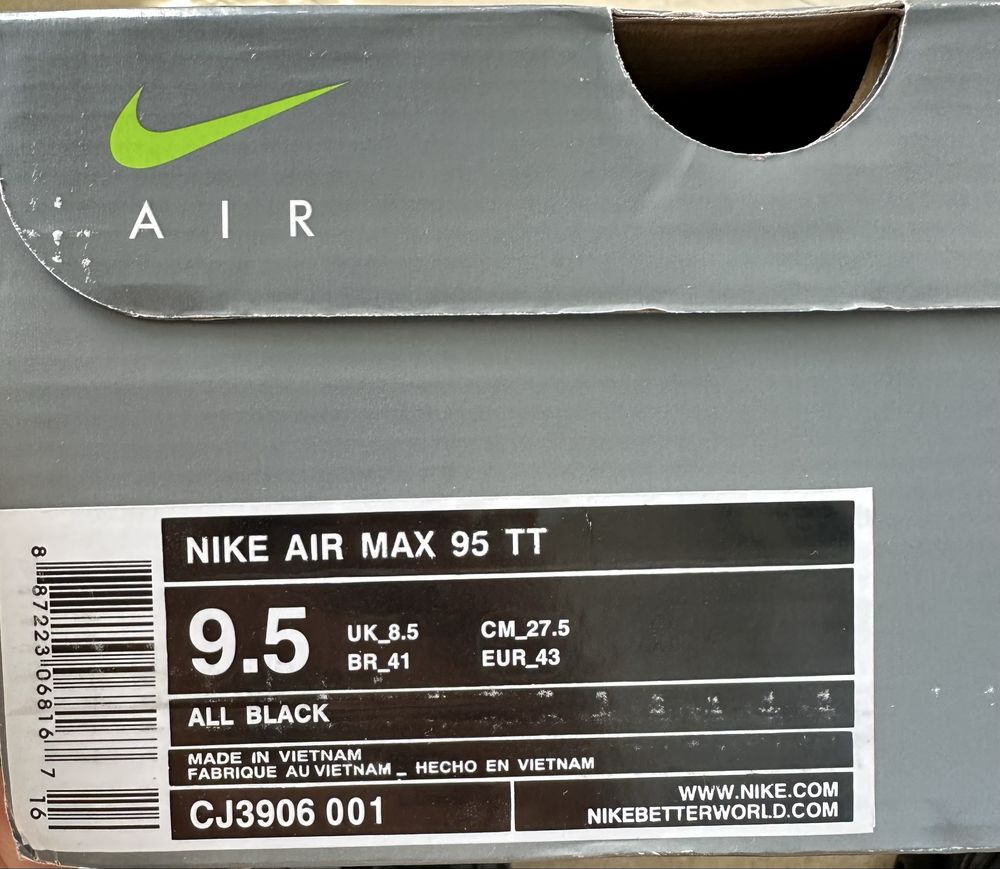 AIR
NIKE AIR MAX 95 TT
9.5
UK_8.5 CM_27.5
BR_41 EUR_43
ALL BLACK
MADE IN VIETNAM
FABRIQUE AU VIETNAM _ HECHO EN VIETNAM
CJ3906 001
WWW.NIKE.COM
NIKEBETTERWORLD.COM
8 87223 06816 7 16